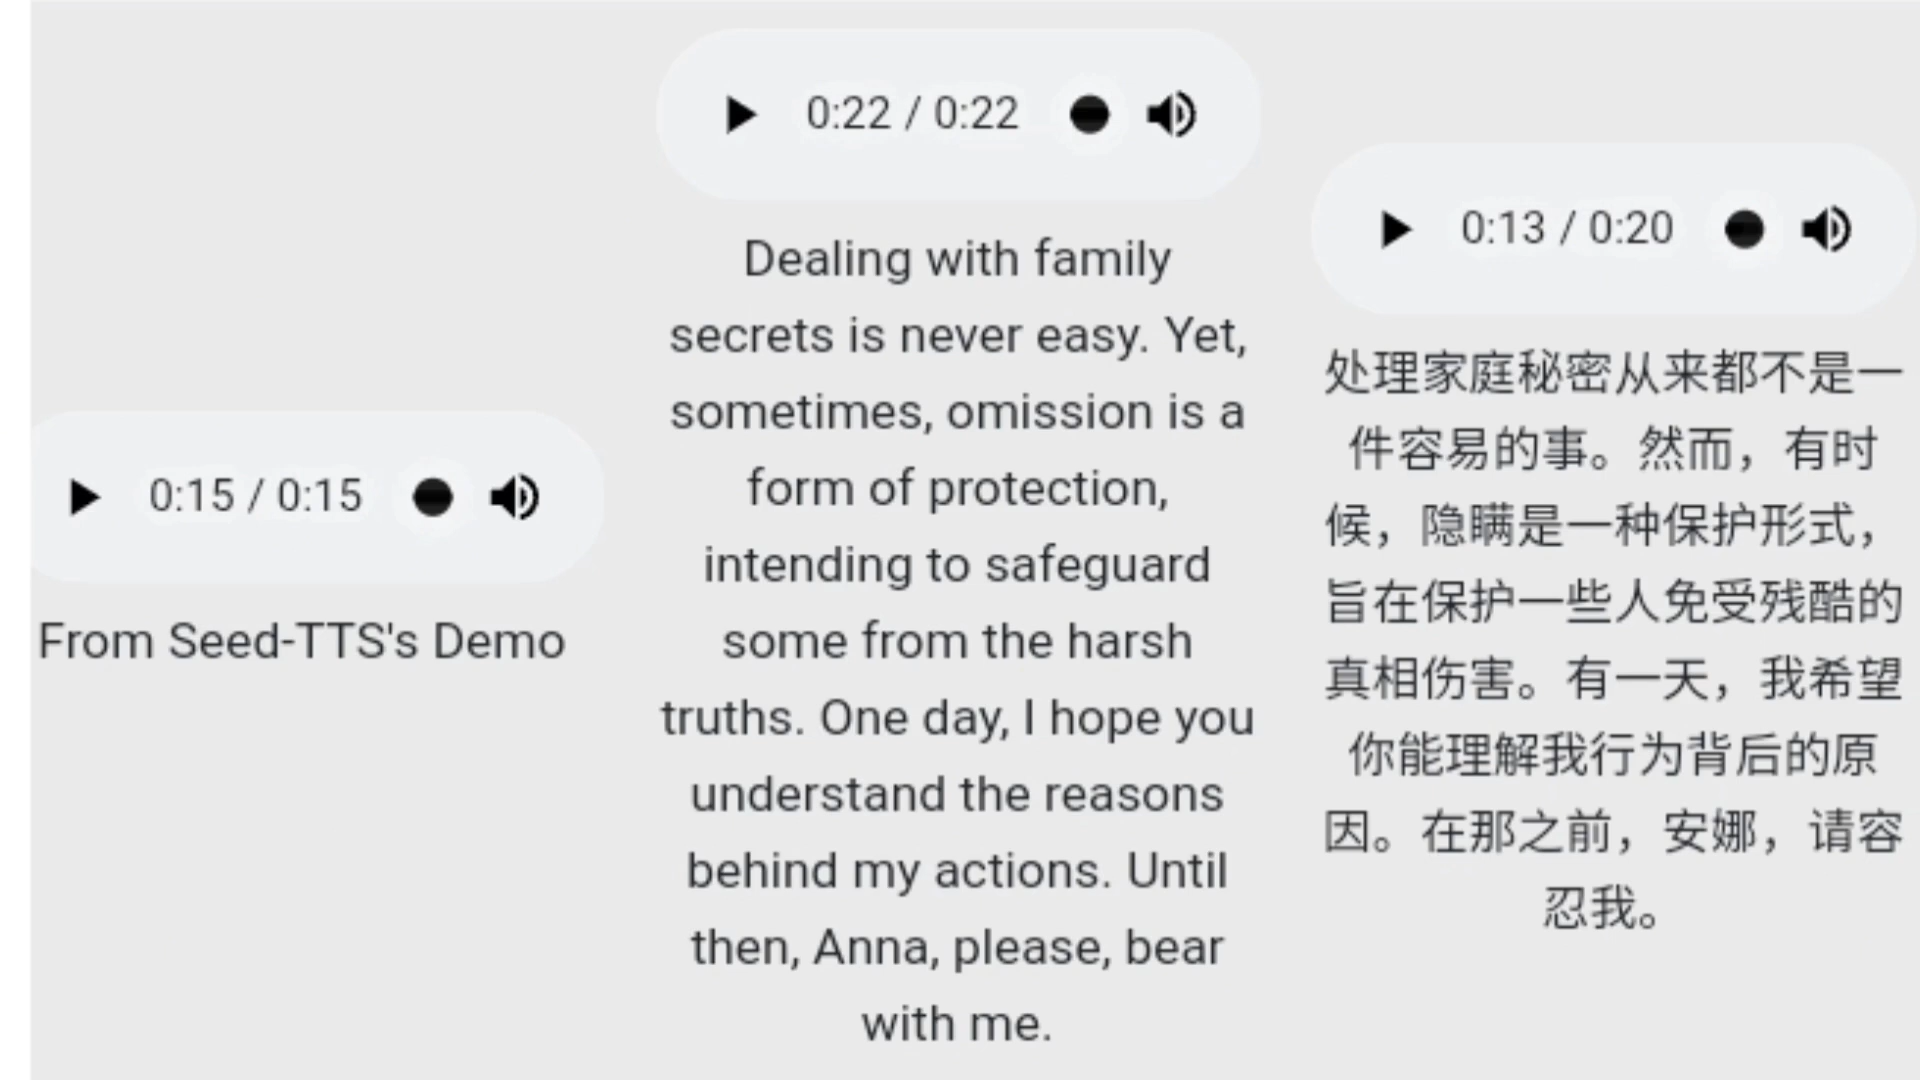 0:15 / 0:15
From Seed-TTS's Demo
0:22 / 0:22
Dealing with family
secrets is never easy. Yet,
sometimes, omission is a
form of protection,
intending to safeguard
some from the harsh
truths. One day, I hope you
understand the reasons
behind my actions. Until
then, Anna, please, bear
with me.
0:13 / 0:20
处理家庭秘密从来都不是一
件容易的事。然而，有时
候，隐瞒是一种保护形式，
旨在保护一些人免受残酷的
真相伤害。有一天，我希望
你能理解我行为背后的原
因。在那之前，安娜，请容
忍我。